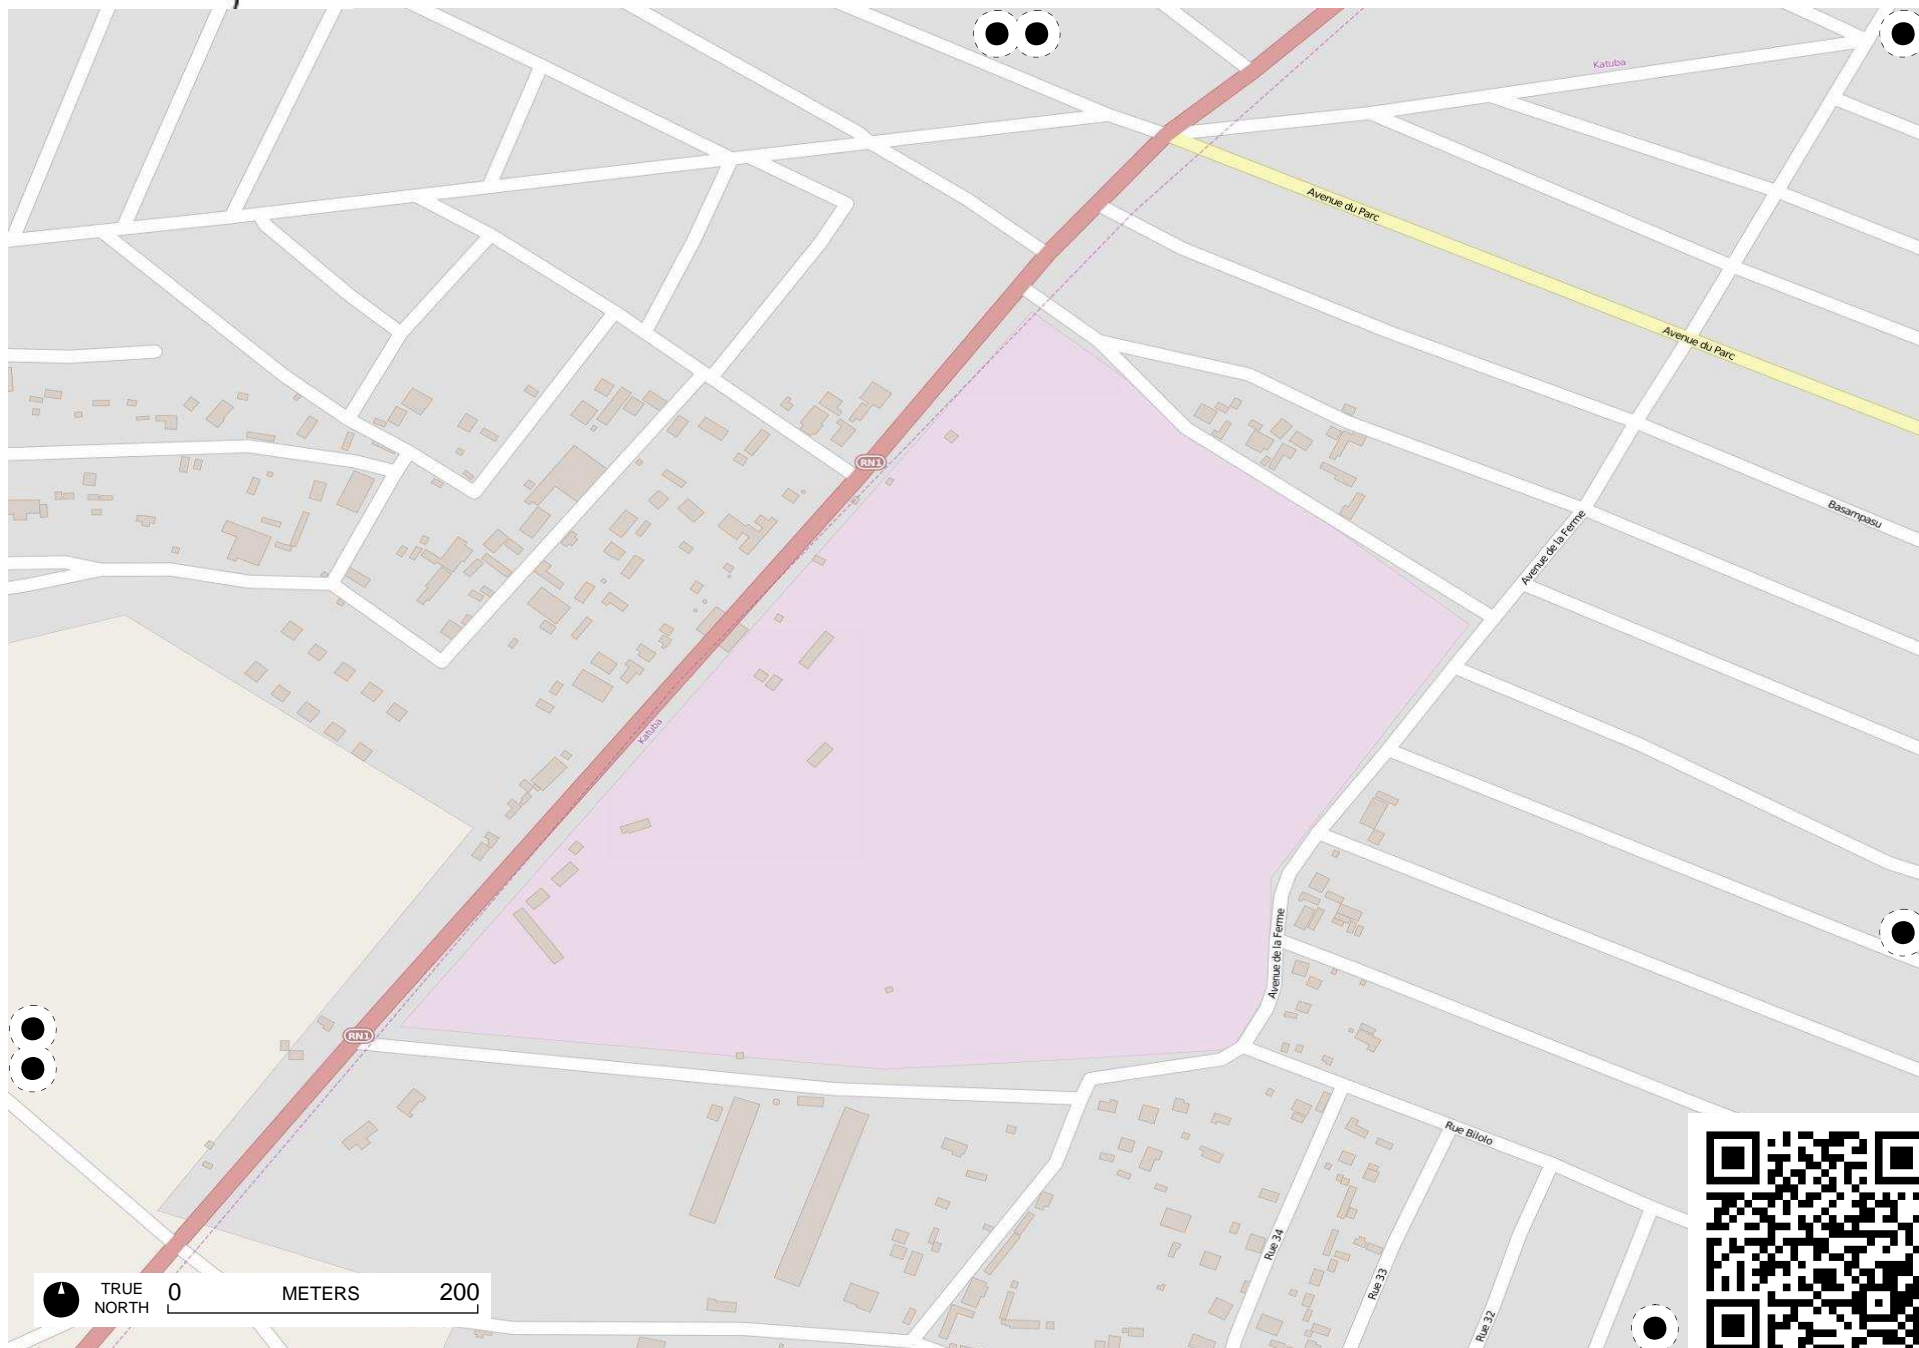 Katuba
Avenue du Parc
Avenue du Parc
RN1
Basampasu
Avenue de la Ferme
Katuba
Avenue de la Ferme
RN1
Rue Bilolo
Rue 34
Rue 33
Rue 32
TRUE
NORTH
0 METERS 200